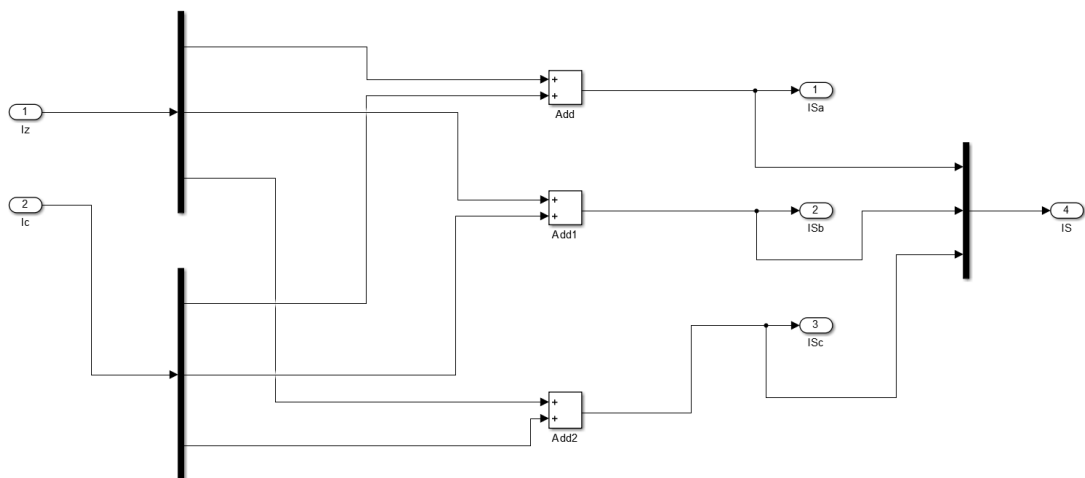 1
Iz
2
Ic
+
+
Add
+
+
Add1
+
+
Add2
1
ISa
2
ISb
3
ISc
4
IS